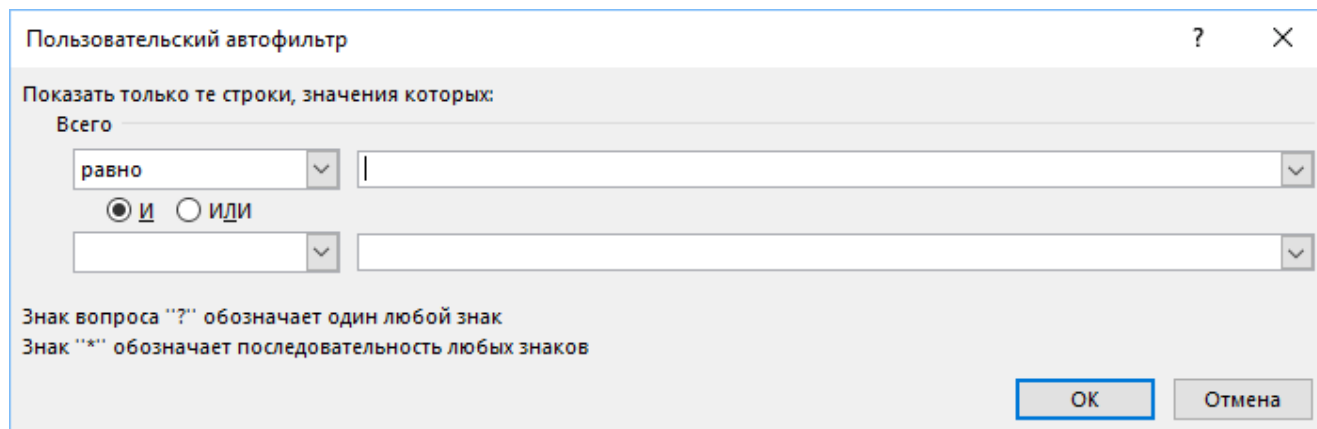 Пользовательский автофильтр ?
Показать только те строки, значения которых:
Всего
равно
И ИЛИ
Знак вопроса "?" обозначает один любой знак
Знак "*" обозначает последовательность любых знаков
ОК Отмена